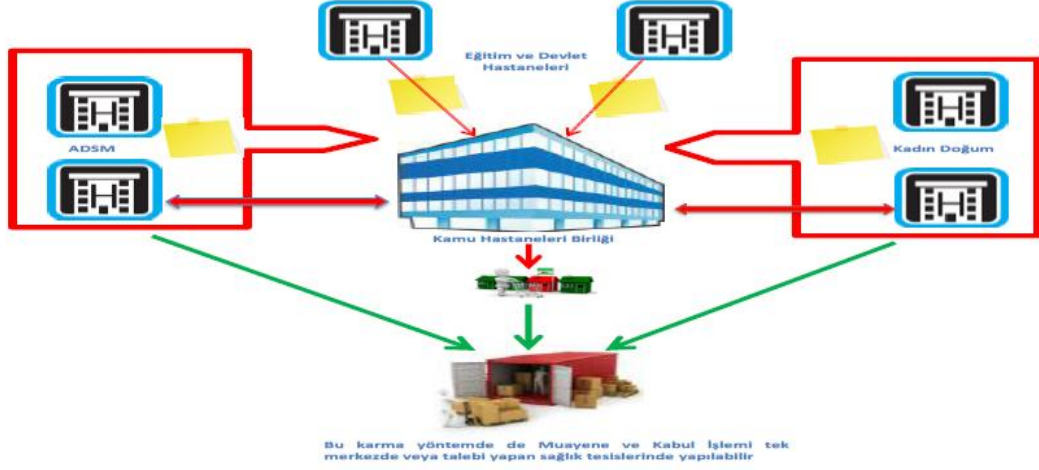 Eğitim ve Devlet
Hastaneleri
ADSM
Kadın Doğum
Kamu Hastaneleri Birliği
Bu karma yöntemde de Muayene ve Kabul İşlemi tek
merkezde veya talebi yapan sağlık tesislerinde yapılabilir